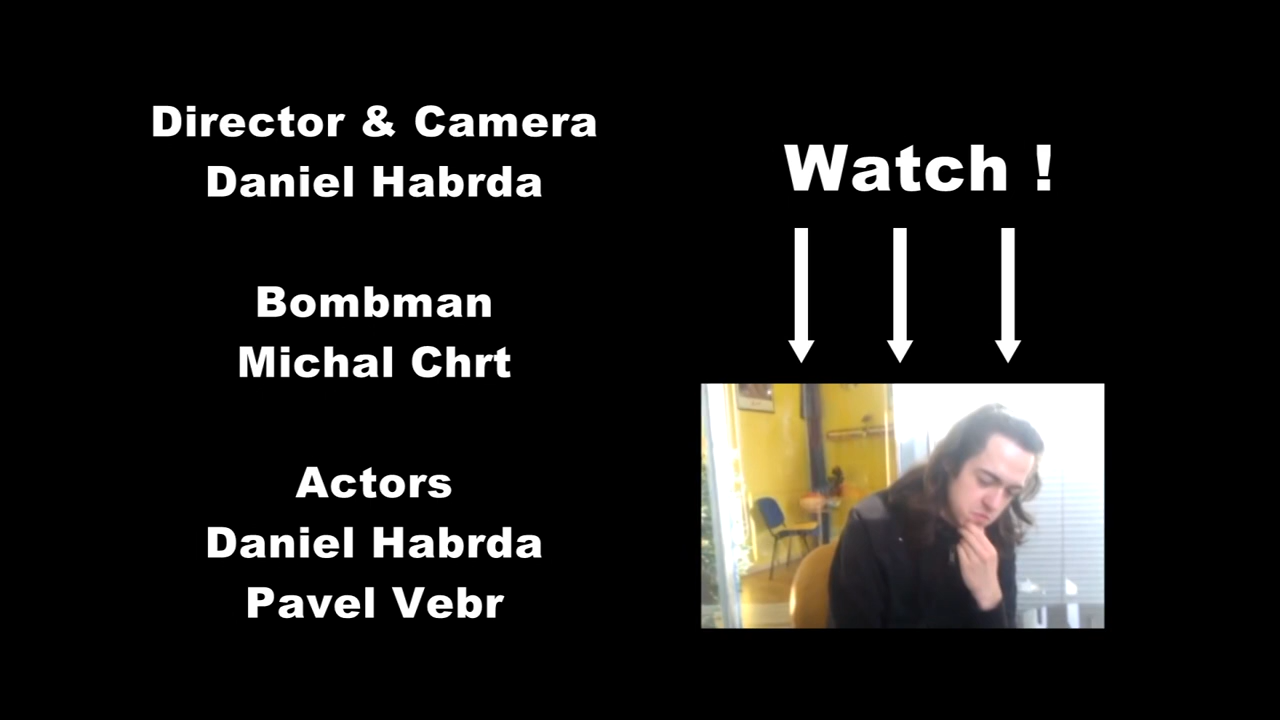 Director & Camera
Daniel Habrda
Bombman
Michal Chrt
Actors
Daniel Habrda
Pavel Vebr
Watch !